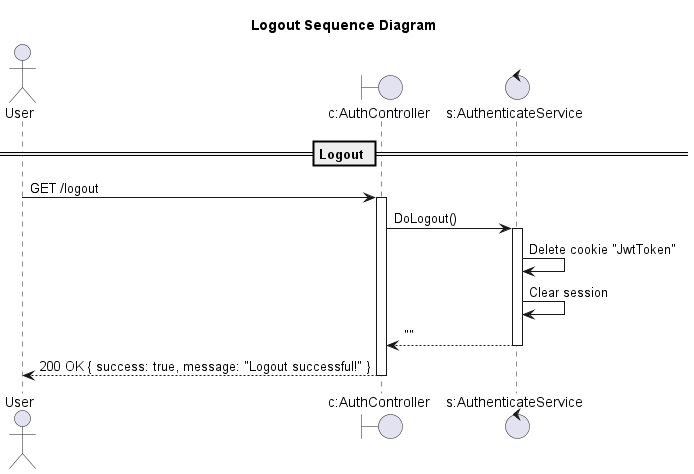 Logout Sequence Diagram
User
c:AuthController
s:AuthenticateService
Logout
GET /logout
DoLogout()
Delete cookie "JwtToken"
Clear session
""
200 OK { success: true, message: "Logout successful!" }
User
c:AuthController
s:AuthenticateService